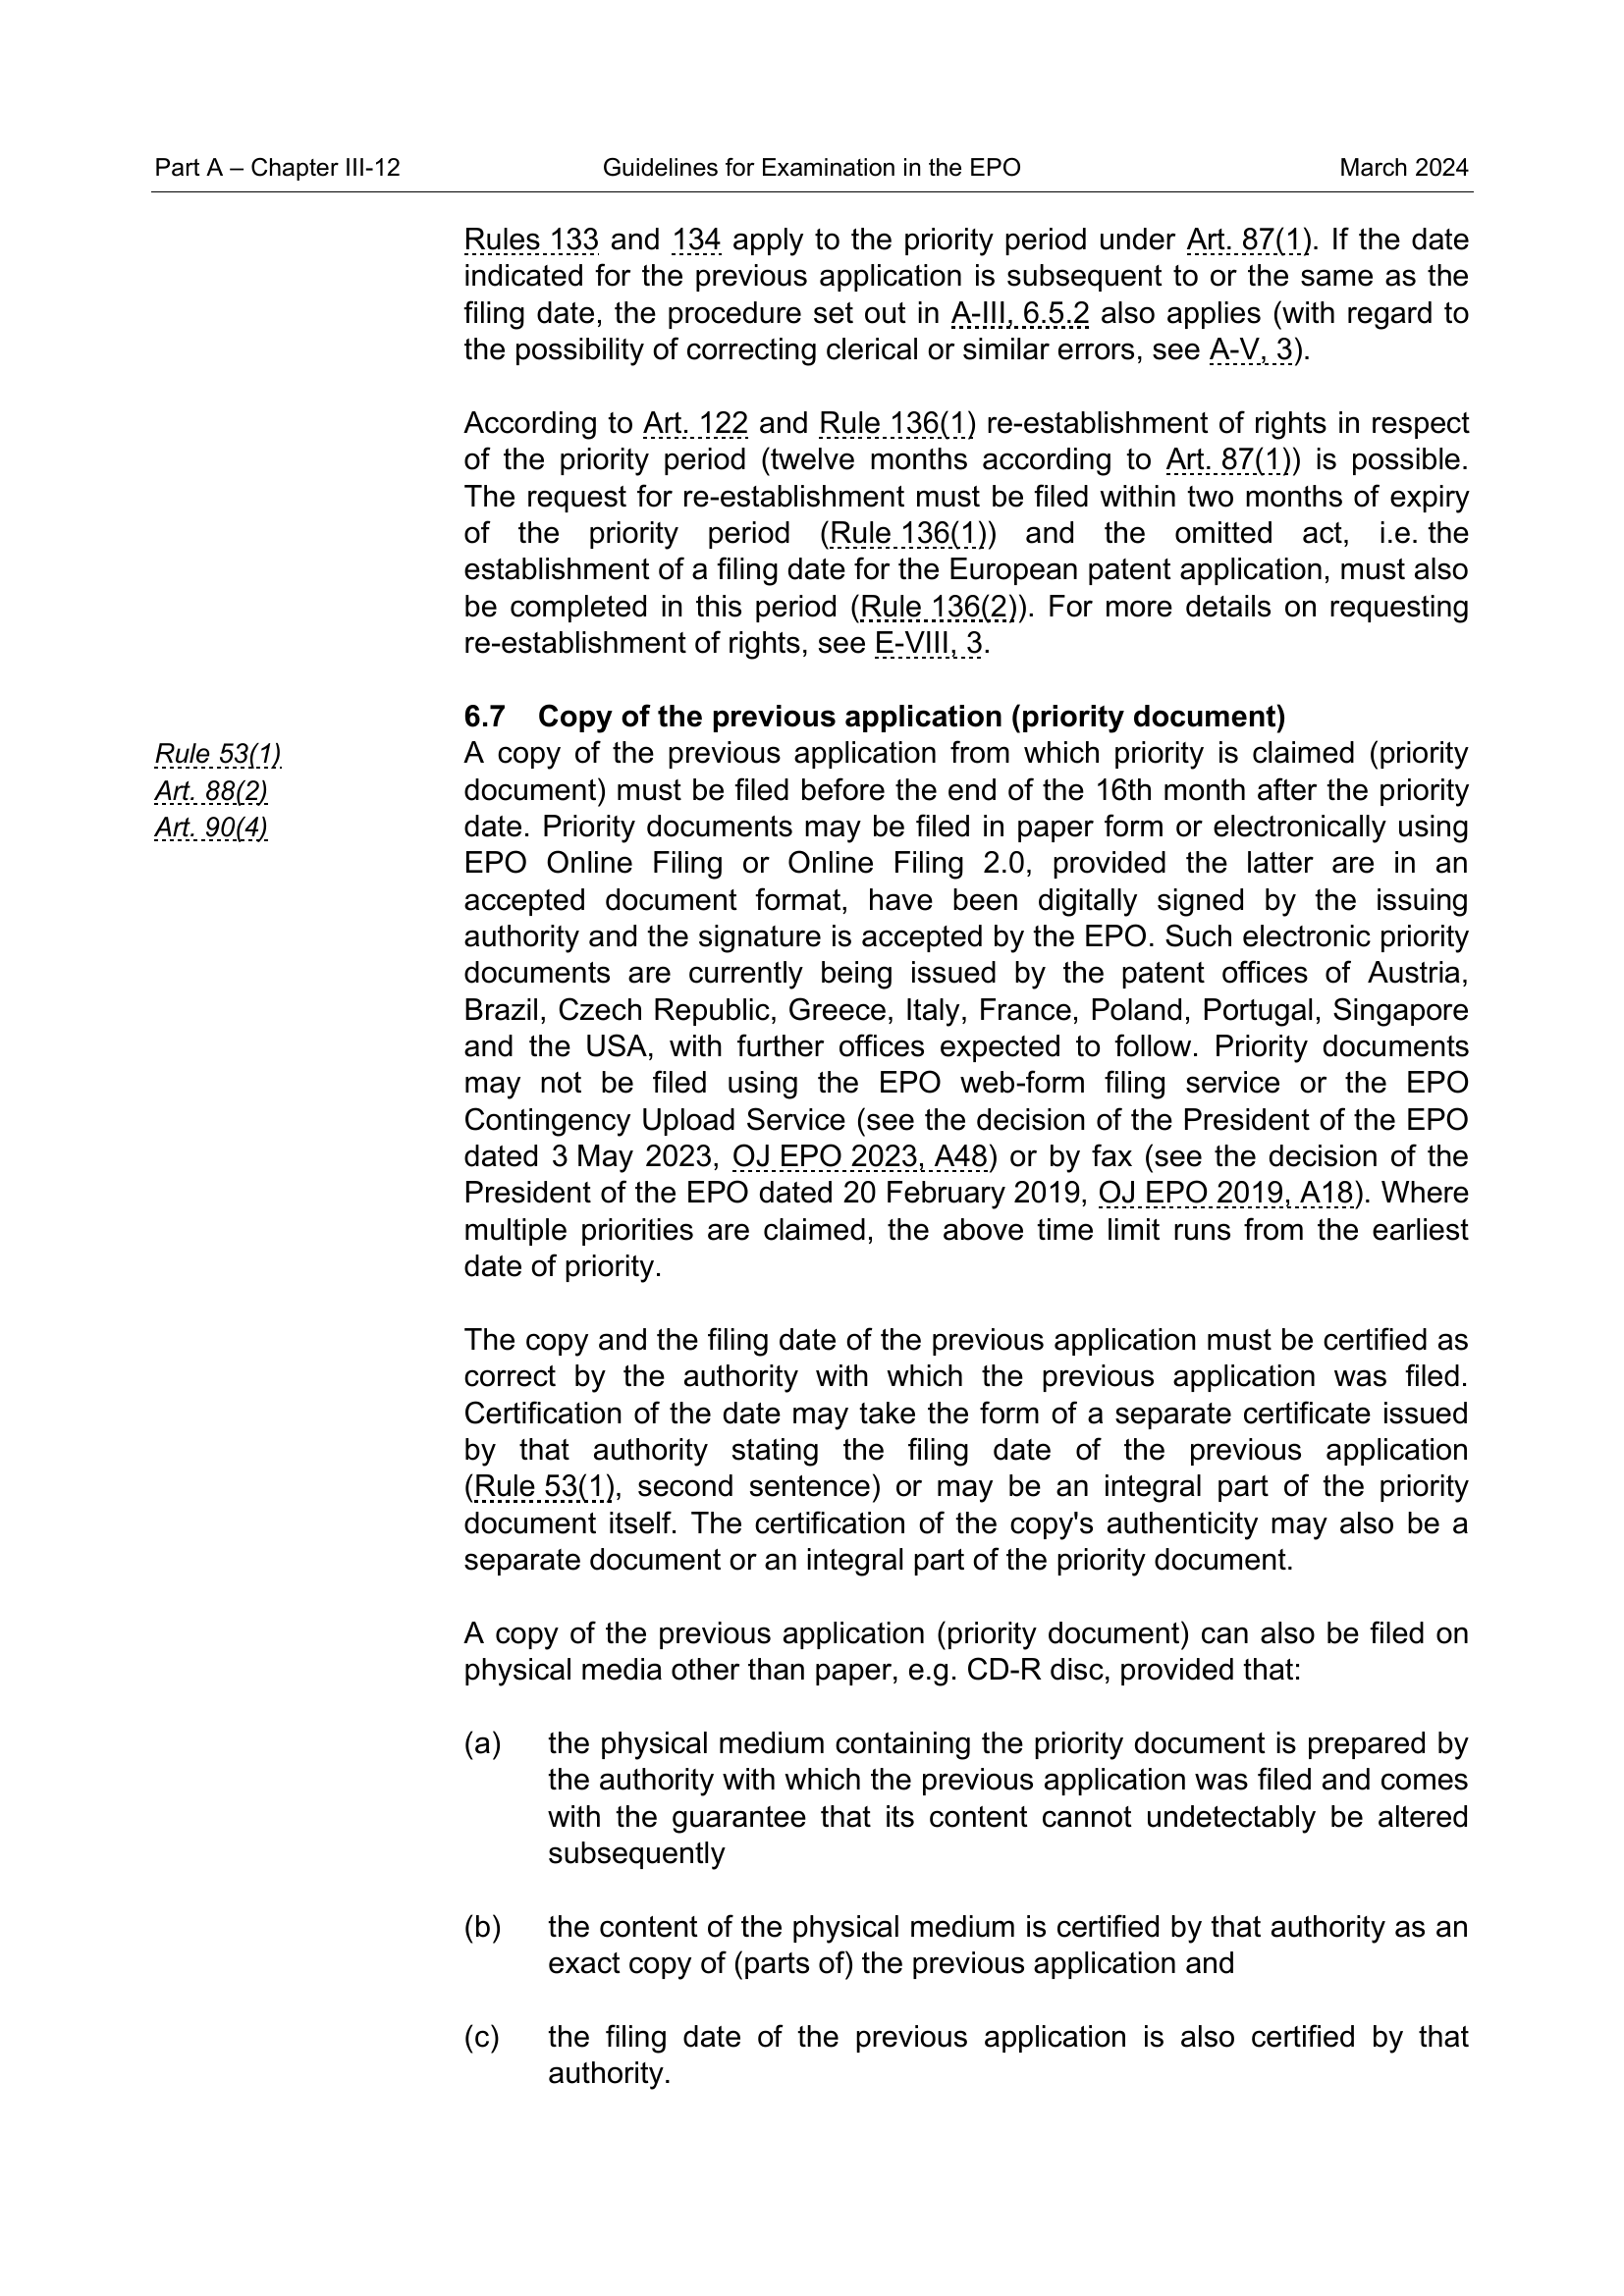 Part A – Chapter III-12 Guidelines for Examination in the EPO March 2024
Rules 133 and 134 apply to the priority period under Art. 87(1). If the date
indicated for the previous application is subsequent to or the same as the
filing date, the procedure set out in A-III, 6.5.2 also applies (with regard to
the possibility of correcting clerical or similar errors, see A-V, 3).
According to Art. 122 and Rule 136(1) re-establishment of rights in respect
of the priority period (twelve months according to Art. 87(1)) is possible.
The request for re-establishment must be filed within two months of expiry
of the priority period (Rule 136(1)) and the omitted act, i.e. the
establishment of a filing date for the European patent application, must also
be completed in this period (Rule 136(2)). For more details on requesting
re-establishment of rights, see E-VIII, 3.
6.7 Copy of the previous application (priority document)
Rule 53(1)
Art. 88(2)
Art. 90(4)
A copy of the previous application from which priority is claimed (priority
document) must be filed before the end of the 16th month after the priority
date. Priority documents may be filed in paper form or electronically using
EPO Online Filing or Online Filing 2.0, provided the latter are in an
accepted document format, have been digitally signed by the issuing
authority and the signature is accepted by the EPO. Such electronic priority
documents are currently being issued by the patent offices of Austria,
Brazil, Czech Republic, Greece, Italy, France, Poland, Portugal, Singapore
and the USA, with further offices expected to follow. Priority documents
may not be filed using the EPO web-form filing service or the EPO
Contingency Upload Service (see the decision of the President of the EPO
dated 3 May 2023, OJ EPO 2023, A48) or by fax (see the decision of the
President of the EPO dated 20 February 2019, OJ EPO 2019, A18). Where
multiple priorities are claimed, the above time limit runs from the earliest
date of priority.
The copy and the filing date of the previous application must be certified as
correct by the authority with which the previous application was filed.
Certification of the date may take the form of a separate certificate issued
by that authority stating the filing date of the previous application
(Rule 53(1), second sentence) or may be an integral part of the priority
document itself. The certification of the copy's authenticity may also be a
separate document or an integral part of the priority document.
A copy of the previous application (priority document) can also be filed on
physical media other than paper, e.g. CD-R disc, provided that:
(a) the physical medium containing the priority document is prepared by
the authority with which the previous application was filed and comes
with the guarantee that its content cannot undetectably be altered
subsequently
(b) the content of the physical medium is certified by that authority as an
exact copy of (parts of) the previous application and
(c) the filing date of the previous application is also certified by that
authority.